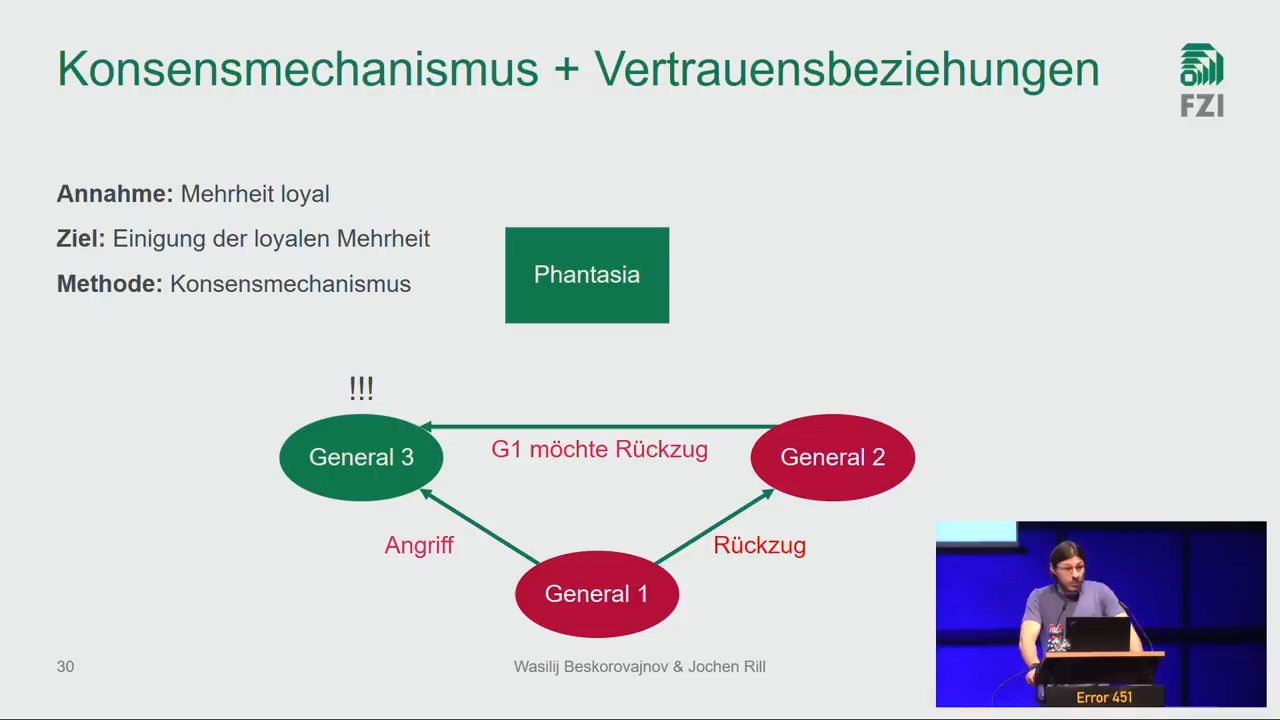 Konsensmechanismus + Vertrauensbeziehungen
FZI
Annahme: Mehrheit loyal
Ziel: Einigung der loyalen Mehrheit
Methode: Konsensmechanismus
Phantasia
!!!
General 3
G1 möchte Rückzug
General 2
Angriff
Rückzug
General 1
30
Wasilij Beskorovajnov & Jochen Rill
Error 451